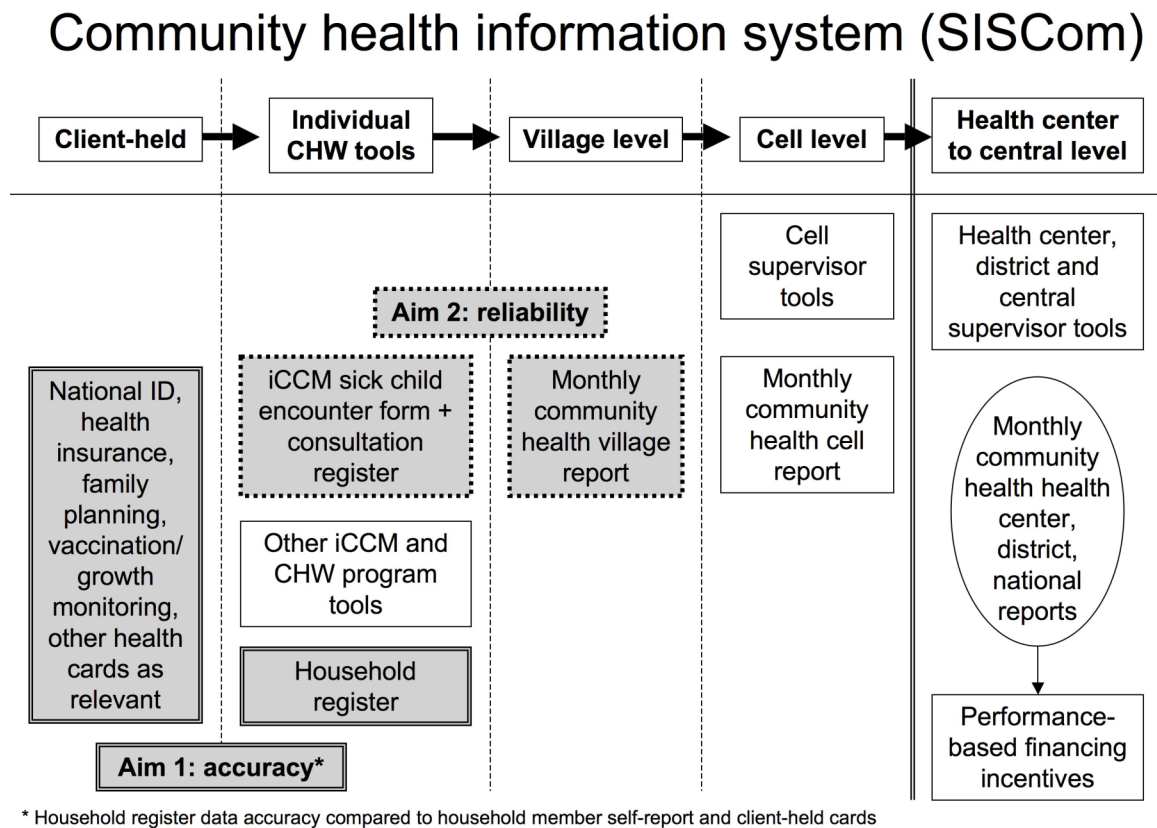 Community health information system (SISCom)
Client-held
Individual
CHW tools
Village level
Cell level
Health center
to central level
Cell
supervisor
tools
Health center,
district and
central
supervisor tools
Aim 2: reliability
National ID,
health
insurance,
family
planning,
vaccination/
growth
monitoring,
other health
cards as
relevant
iCCM sick child
encounter form +
consultation
register
Monthly
community
health village
report
Monthly
community
health cell
report
Monthly
community
health health
center,
district,
national
reports
Other iCCM and
CHW program
tools
Household
register
Performance-
based financing
incentives
Aim 1: accuracy*
* Household register data accuracy compared to household member self-report and client-held cards